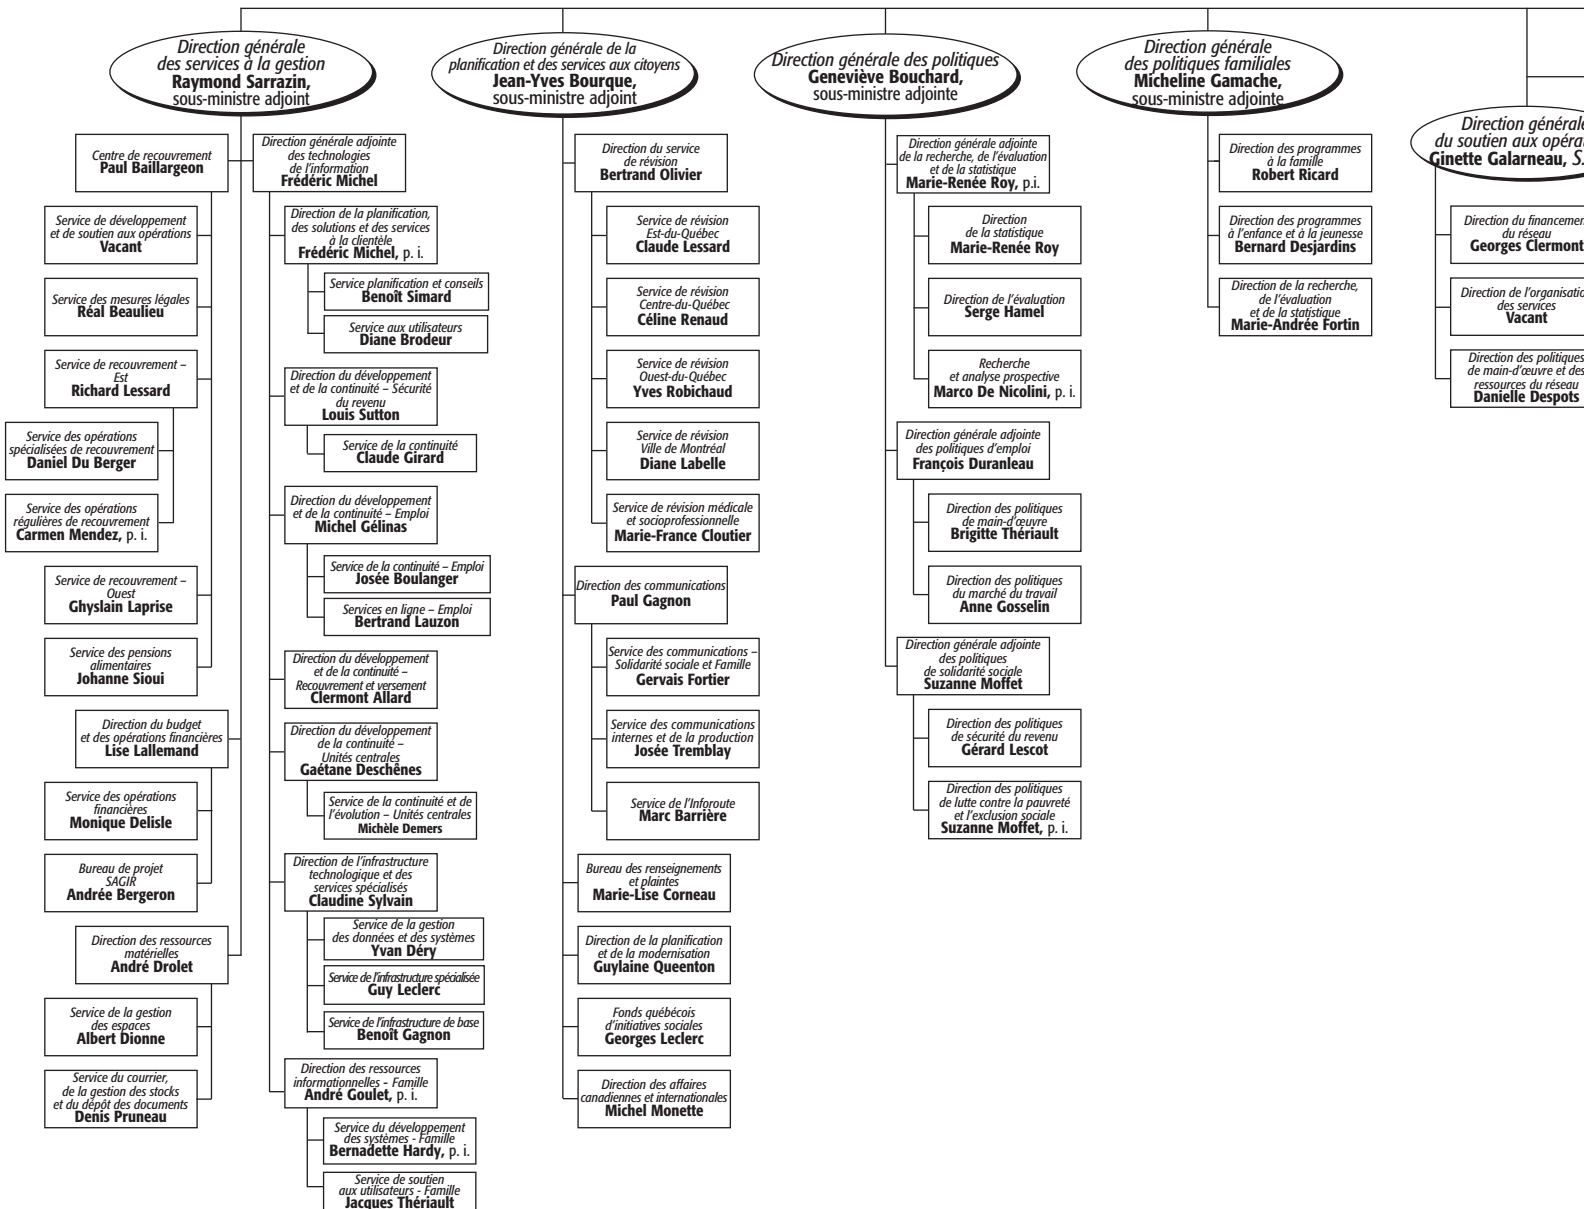 Direction générale
des services à la gestion
Raymond Sarrazin,
sous-ministre adjoint
Centre de recouvrement
Paul Baillargeon
Service de développement
et de soutien aux opérations
Vacant
Service des mesures légales
Réal Beaulieu
Service de recouvrement –
Est
Richard Lessard
Service des opérations
spécialisées de recouvrement
Daniel Du Berger
Service des opérations
régulières de recouvrement
Carmen Mendez, p. i.
Service de recouvrement –
Ouest
Ghyslain Laprise
Service des pensions
alimentaires
Johanne Sioui
Direction du budget
et des opérations financières
Lise Lallemand
Service des opérations
financières
Monique Delisle
Bureau de projet
SAGIR
Andrée Bergeron
Direction des ressources
matérielles
André Drolet
Service de la gestion
des espaces
Albert Dionne
Service du courrier,
de la gestion des stocks
et du dépôt des documents
Denis Pruneau
Direction générale adjointe
des technologies
de l'information
Frédéric Michel
Direction de la planification,
des solutions et des services
à la clientèle
Frédéric Michel, p. i.
Service planification et conseils
Benoît Simard
Service aux utilisateurs
Diane Brodeur
Direction du développement
et de la continuité – Sécurité
du revenu
Louis Sutton
Service de la continuité
Claude Girard
Direction du développement
et de la continuité – Emploi
Michel Gélinas
Service de la continuité – Emploi
Josée Boulanger
Services en ligne – Emploi
Bertrand Lauzon
Direction du développement
et de la continuité –
Recouvrement et versement
Clermont Allard
Direction du développement
de la continuité –
Unités centrales
Gaétane Deschênes
Service de la continuité et de
l'évolution – Unités centrales
Michèle Demers
Direction de l'infrastructure
technologique et des
services spécialisés
Claudine Sylvain
Service de la gestion
des données et des systèmes
Yvan Déry
Service de l'infrastructure spécialisée
Guy Leclerc
Service de l'infrastructure de base
Benoît Gagnon
Direction des ressources
informationnelles - Famille
André Goulet, p. i.
Service du développement
des systèmes - Famille
Bernadette Hardy, p. i.
Service de soutien
aux utilisateurs - Famille
Jacques Thériault
Direction générale de la
planification et des services aux citoyens
Jean-Yves Bourque,
sous-ministre adjoint
Direction du service
de révision
Bertrand Olivier
Service de révision
Est-du-Québec
Claude Lessard
Service de révision
Centre-du-Québec
Céline Renaud
Service de révision
Ouest-du-Québec
Yves Robichaud
Service de révision
Ville de Montréal
Diane Labelle
Service de révision médicale
et socioprofessionnelle
Marie-France Cloutier
Direction des communications
Paul Gagnon
Service des communications –
Solidarité sociale et Famille
Gervais Fortier
Service des communications
internes et de la production
Josée Tremblay
Service de l'Inforoute
Marc Barrière
Bureau des renseignements
et plaintes
Marie-Lise Corneau
Direction de la planification
et de la modernisation
Guylaine Queenton
Fonds québécois
d'initiatives sociales
Georges Leclerc
Direction des affaires
canadiennes et internationales
Michel Monette
Direction générale des politiques
Geneviève Bouchard,
sous-ministre adjointe
Direction générale adjointe
de la recherche, de l'évaluation
et de la statistique
Marie-Renée Roy, p.i.
Direction
de la statistique
Marie-Renée Roy
Direction de l'évaluation
Serge Hamel
Recherche
et analyse prospective
Marco De Nicolini, p. i.
Direction générale adjointe
des politiques d'emploi
François Duranleau
Direction des politiques
de main-d'œuvre
Brigitte Thériault
Direction des politiques
du marché du travail
Anne Gosselin
Direction générale adjointe
des politiques
de solidarité sociale
Suzanne Moffet
Direction des politiques
de sécurité du revenu
Gérard Lescot
Direction des politiques
de lutte contre la pauvreté
et l'exclusion sociale
Suzanne Moffet, p. i.
Direction générale
des politiques familiales
Micheline Gamache,
sous-ministre adjointe
Direction des programmes
à la famille
Robert Ricard
Direction des programmes
à l'enfance et à la jeunesse
Bernard Desjardins
Direction de la recherche,
de l'évaluation
et de la statistique
Marie-Andrée Fortin
Direction générale
du soutien aux opéra
Ginette Galarneau, S.
Direction du financemen
du réseau
Georges Clermont
Direction de l'organisatio
des services
Vacant
Direction des politiques
de main-d'œuvre et des
ressources du réseau
Danielle Despots